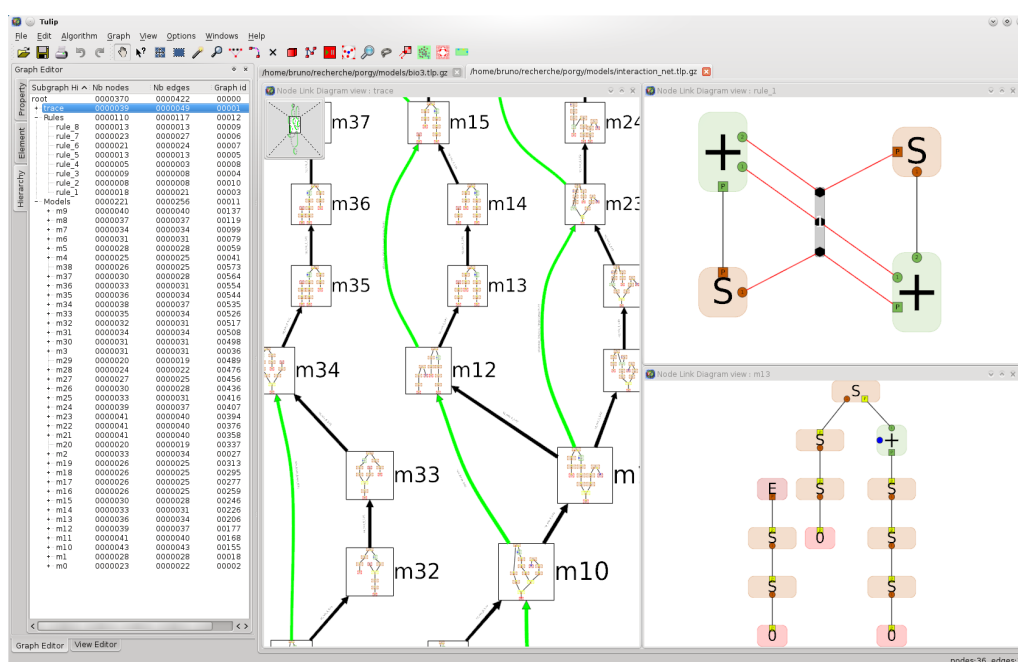 Tulip
File Edit Algorithm Graph View Options Windows Help
Graph Editor
/home/bruno/recherche/porgy/models/bio3.tlp.gz /home/bruno/recherche/porgy/models/interaction_net.tlp.gz
Property
Element
Hierarchy
Subgraph Hi Nb nodes Nb edges Graph id
root 0000370 0000422 00000
trace 0000039 0000049 00001
Rules 0000110 0000117 00012
rule_8 0000013 0000013 00009
rule_7 0000023 0000027 00006
rule_6 0000021 0000024 00007
rule_5 0000013 0000013 00005
rule_4 0000005 0000003 00008
rule_3 0000009 0000008 00004
rule_2 0000008 0000008 00010
rule_1 0000018 0000021 00003
Models 0000221 0000256 00011
m9 0000040 0000040 00137
m8 0000037 0000037 00119
m7 0000034 0000034 00099
m6 0000031 0000031 00079
m5 0000028 0000028 00059
m4 0000025 0000025 00041
m38 0000026 0000025 00573
m37 0000030 0000028 00564
m36 0000033 0000031 00554
m35 0000036 0000034 00544
m34 0000038 0000037 00535
m33 0000035 0000034 00526
m32 0000032 0000031 00517
m31 0000034 0000034 00508
m30 0000031 0000031 00498
m3 0000031 0000031 00036
m29 0000020 0000019 00489
m28 0000024 0000022 00476
m27 0000027 0000025 00456
m26 0000030 0000028 00436
m25 0000033 0000031 00416
m24 0000039 0000037 00407
m23 0000041 0000040 00394
m22 0000041 0000040 00376
m21 0000041 0000040 00358
m20 0000020 0000019 00337
m2 0000033 0000034 00027
m19 0000026 0000025 00313
m18 0000026 0000025 00295
m17 0000026 0000025 00277
m16 0000026 0000025 00259
m15 0000030 0000028 00246
m14 0000033 0000031 00226
m13 0000036 0000034 00206
m12 0000039 0000037 00177
m11 0000041 0000040 00168
m10 0000043 0000043 00155
m1 0000028 0000028 00018
m0 0000023 0000022 00002
Graph Editor View Editor
Node Link Diagram view : trace
m37 m15 m24
m36 m14 m23
m35 m13
m34 m12
m33 m
m32 m10
Node Link Diagram view : rule_1
+ 2 1 P
P 1 S
P S 1
2 1 P +
Node Link Diagram view : m13
S
S +
E S S
S 0 S
S S
0 0
nodes:36, edges: